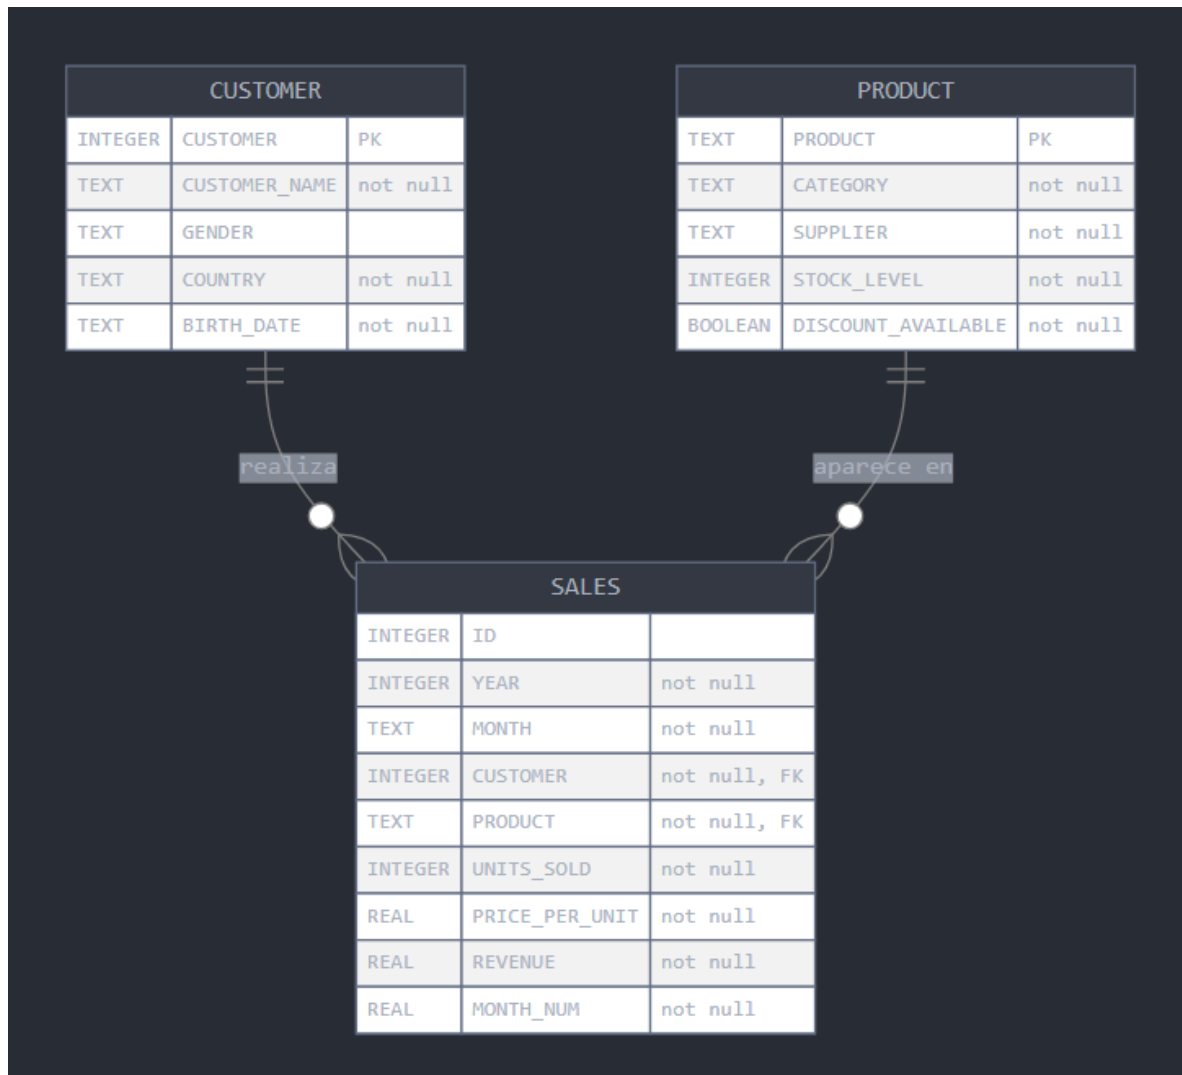 CUSTOMER
INTEGER CUSTOMER PK
TEXT CUSTOMER_NAME not null
TEXT GENDER
TEXT COUNTRY not null
TEXT BIRTH_DATE not null
PRODUCT
TEXT PRODUCT PK
TEXT CATEGORY not null
TEXT SUPPLIER not null
INTEGER STOCK_LEVEL not null
BOOLEAN DISCOUNT_AVAILABLE not null
realiza
aparece en
SALES
INTEGER ID
INTEGER YEAR not null
TEXT MONTH not null
INTEGER CUSTOMER not null, FK
TEXT PRODUCT not null, FK
INTEGER UNITS_SOLD not null
REAL PRICE_PER_UNIT not null
REAL REVENUE not null
REAL MONTH_NUM not null